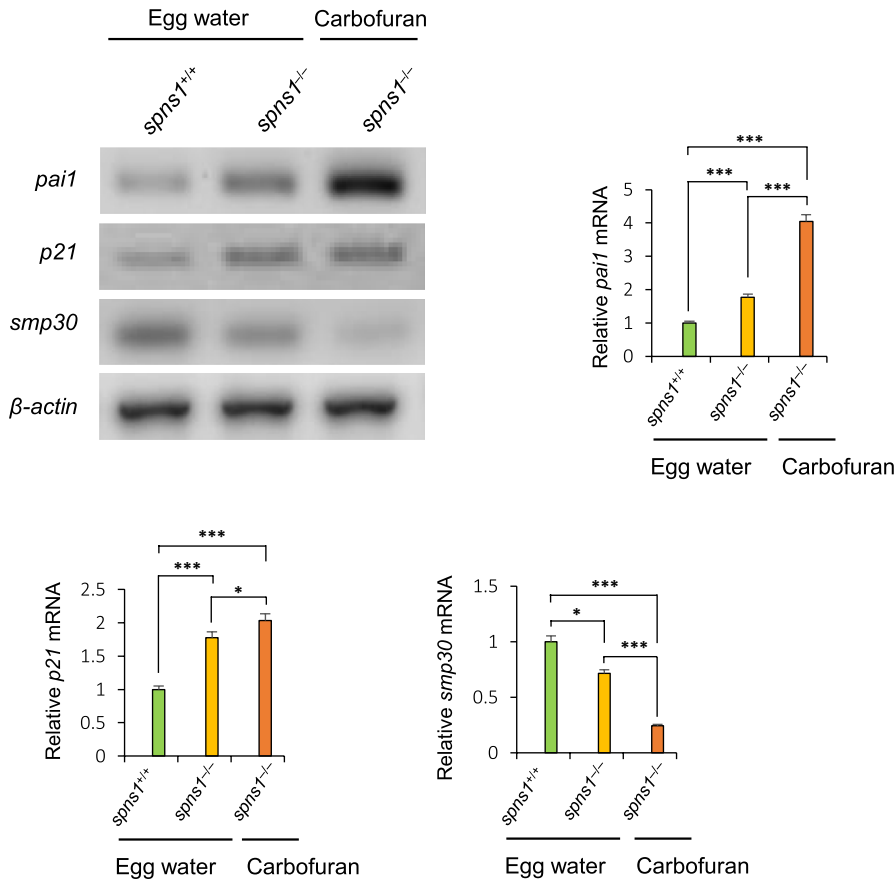 Egg water Carbofuran
spns1+/+ spns1–/– spns1–/–
pai1
p21
smp30
β-actin
Relative pai1 mRNA
5
4
3
2
1
0
***
*** ***
spns1+/+ spns1–/– spns1–/–
Egg water Carbofuran
Relative p21 mRNA
2.5
2
1.5
1
0.5
0
***
***
*
spns1+/+ spns1–/– spns1–/–
Egg water Carbofuran
Relative smp30 mRNA
1.5
1
0.5
0
***
*
***
spns1+/+ spns1–/– spns1–/–
Egg water Carbofuran